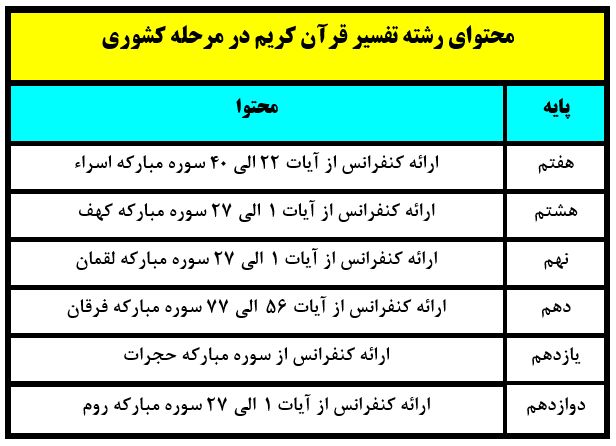 محتوای رشته تفسیر قرآن کریم در مرحله کشوری
پایه محتوا
هفتم ارائه کنفرانس از آیات ۲۲ الی ۴۰ سوره مبارکه اسراء
هشتم ارائه کنفرانس از آیات ۱ الی ۲۷ سوره مبارکه کهف
نهم ارائه کنفرانس از آیات ۱ الی ۲۷ سوره مبارکه لقمان
دهم ارائه کنفرانس از آیات ۵۶ الی ۷۷ سوره مبارکه فرقان
یازدهم ارائه کنفرانس از سوره مبارکه حجرات
دوازدهم ارائه کنفرانس از آیات ۱ الی ۲۷ سوره مبارکه روم